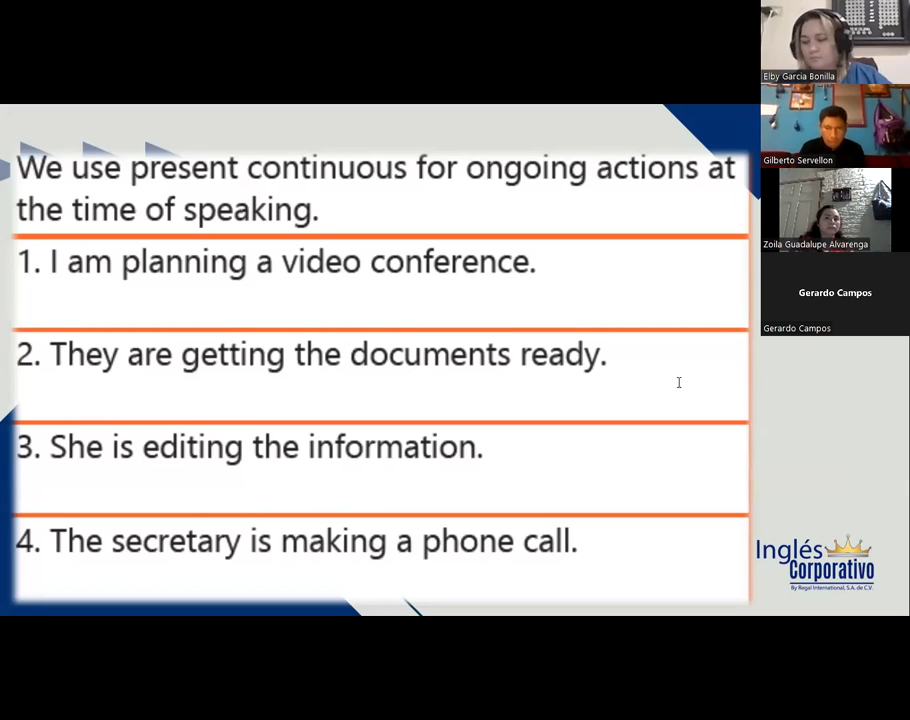 We use present continuous for ongoing actions at
the time of speaking.
1. I am planning a video conference.
2. They are getting the documents ready.
3. She is editing the information.
4. The secretary is making a phone call.
Elby Garcia Bonilla
Gilberto Servellon
Zoila Guadalupe Alvarenga
Gerardo Campos
Gerardo Campos
Inglés
Corporativo
By Regal International, S.A. de C.V.